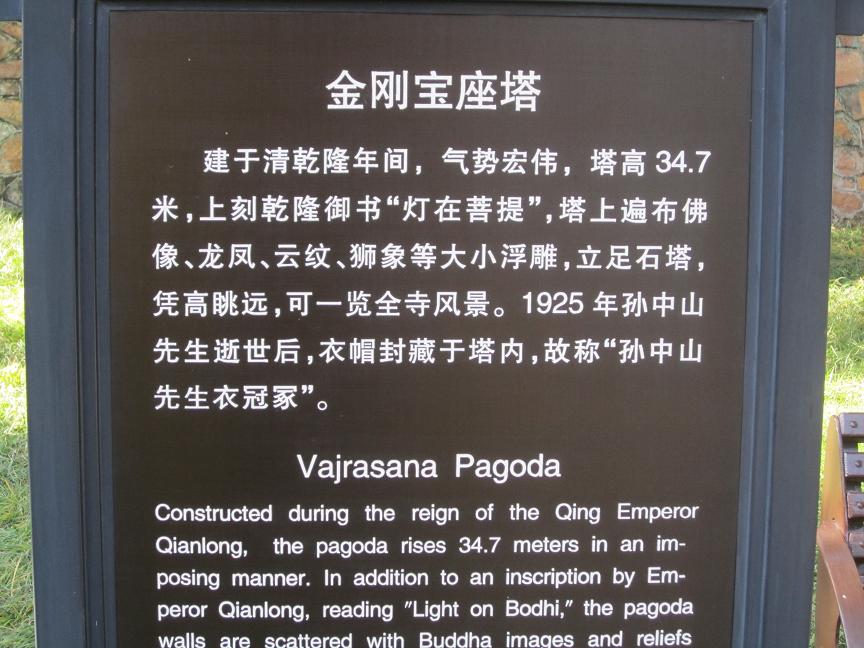 金刚宝座塔
建于清乾隆年间，气势宏伟，塔高34.7
米，上刻乾隆御书“灯在菩提”，塔上遍布佛
像、龙凤、云纹、狮象等大小浮雕，立足石塔，
凭高眺远，可一览全寺风景。1925年孙中山
先生逝世后，衣帽封藏于塔内，故称“孙中山
先生衣冠冢”。
Vajrasana Pagoda
Constructed during the reign of the Qing Emperor
Qianlong, the pagoda rises 34.7 meters in an im-
posing manner. In addition to an inscription by Em-
peror Qianlong, reading "Light on Bodhi," the pagoda
walls are scattered with Buddha images and reliefs